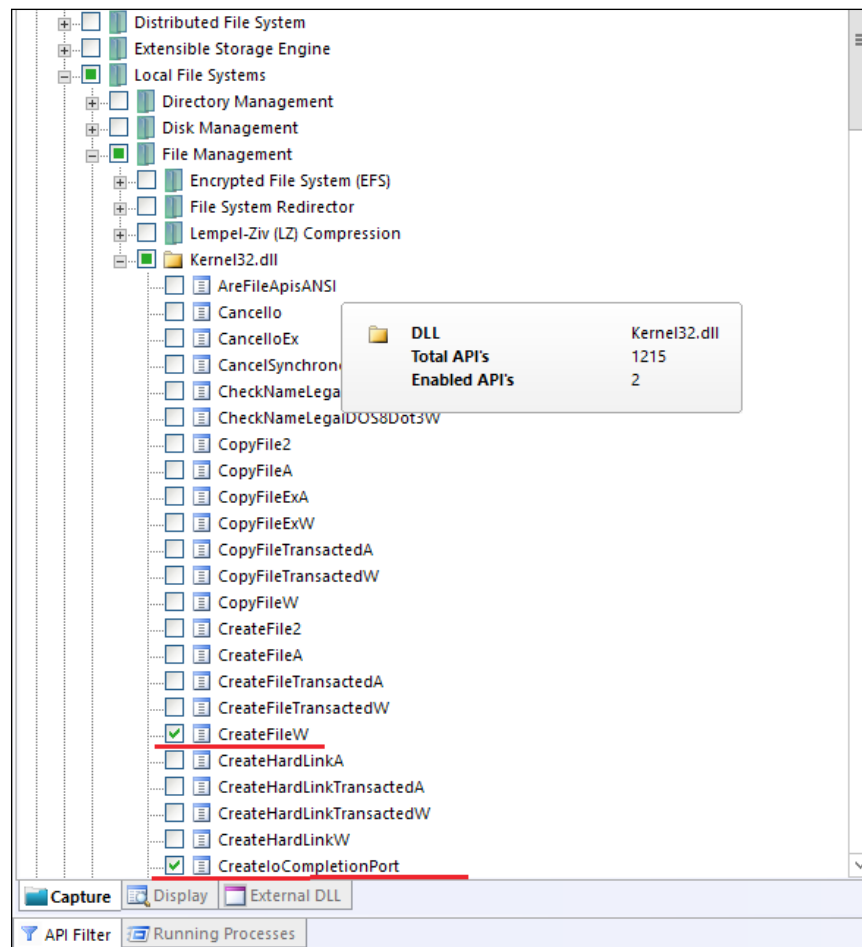 Distributed File System
Extensible Storage Engine
Local File Systems
Directory Management
Disk Management
File Management
Encrypted File System (EFS)
File System Redirector
Lempel-Ziv (LZ) Compression
Kernel32.dll
AreFileApisANSI
CancelIo
CancelIoEx
CancelSynchron
CheckNameLega
CheckNameLegalDOS8Dot3W
DLL Kernel32.dll
Total API's 1215
Enabled API's 2
CopyFile2
CopyFileA
CopyFileExA
CopyFileExW
CopyFileTransactedA
CopyFileTransactedW
CopyFileW
CreateFile2
CreateFileA
CreateFileTransactedA
CreateFileTransactedW
CreateFileW
CreateHardLinkA
CreateHardLinkTransactedA
CreateHardLinkTransactedW
CreateHardLinkW
CreateIoCompletionPort
Capture Display External DLL
API Filter Running Processes